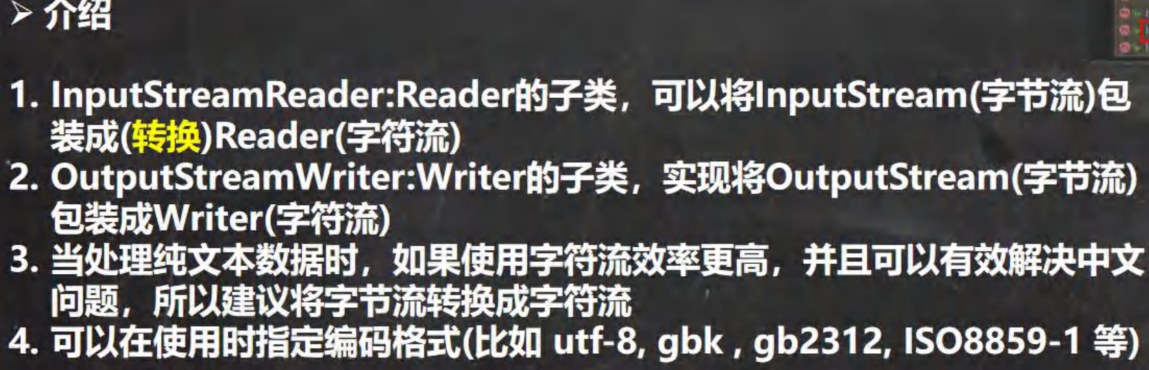 ➢ 介绍
1. InputStreamReader:Reader的子类，可以将InputStream(字节流)包
装成(转换)Reader(字符流)
2. OutputStreamWriter:Writer的子类，实现将OutputStream(字节流)
包装成Writer(字符流)
3. 当处理纯文本数据时，如果使用字符流效率更高，并且可以有效解决中文
问题，所以建议将字节流转换成字符流
4. 可以在使用时指定编码格式(比如 utf-8, gbk , gb2312, ISO8859-1 等)